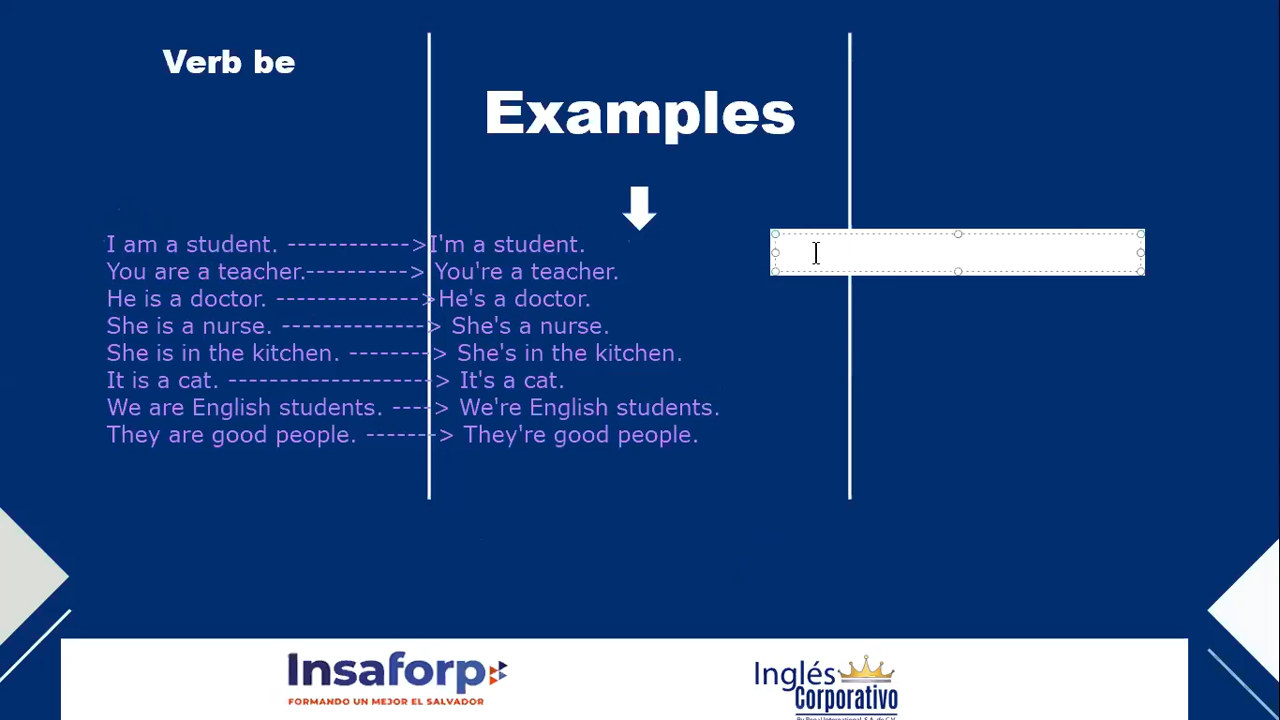 Verb be
Examples
I am a student. ------------>I'm a student.
You are a teacher.----------> You're a teacher.
He is a doctor. -------------->He's a doctor.
She is a nurse. --------------> She's a nurse.
She is in the kitchen. --------> She's in the kitchen.
It is a cat. --------------------> It's a cat.
We are English students. ----> We're English students.
They are good people. -------> They're good people.
Insaforp
FORMANDO UN MEJOR EL SALVADOR
Inglés
Corporativo